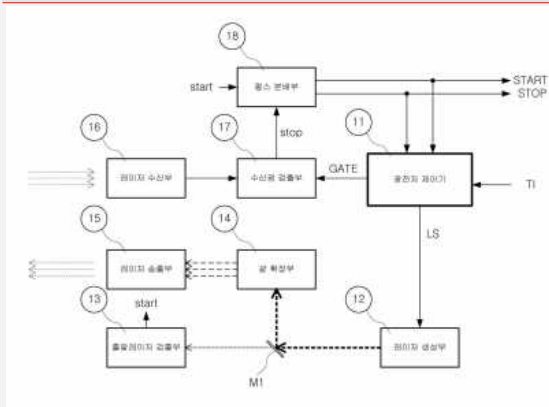 18
펄스 분배부
start
START
STOP
11
16
17
stop
레이저 수신부
수신광 검출부
GATE
광전자 제어기
TI
15
14
LS
레이저 송출부
광 확장부
13
start
12
출발레이저 검출부
레이저 생성부
M1